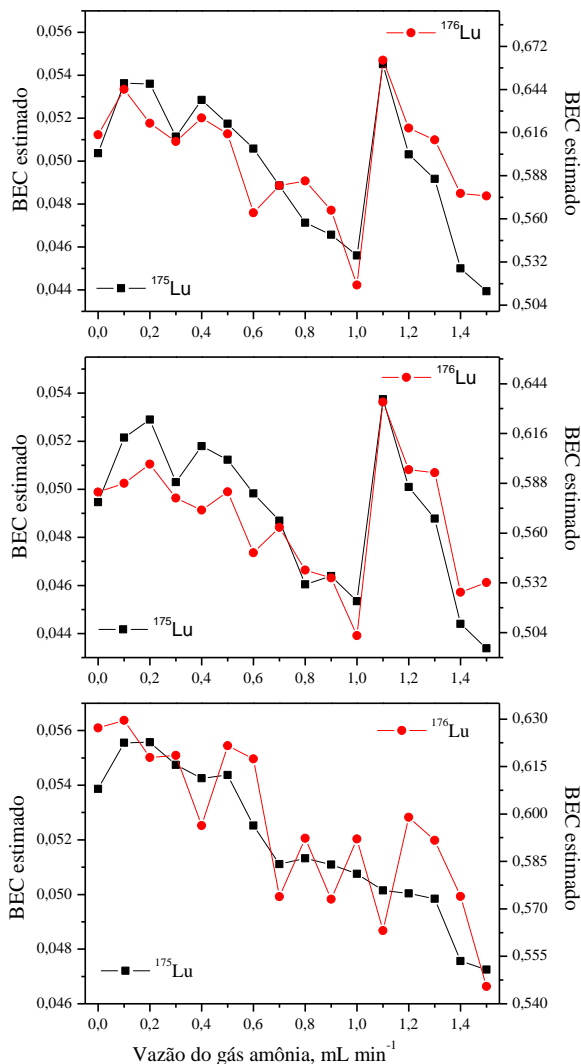 0,056
0,054
0,052
0,050
0,048
0,046
0,044
BEC estimado
¹⁷⁶Lu
¹⁷⁵Lu
0,672
0,644
0,616
0,588
0,560
0,532
0,504
BEC estimado
0,0 0,2 0,4 0,6 0,8 1,0 1,2 1,4
0,054
0,052
0,050
0,048
0,046
0,044
BEC estimado
¹⁷⁶Lu
¹⁷⁵Lu
0,644
0,616
0,588
0,560
0,532
0,504
BEC estimado
0,0 0,2 0,4 0,6 0,8 1,0 1,2 1,4
0,056
0,054
0,052
0,050
0,048
0,046
BEC estimado
¹⁷⁶Lu
¹⁷⁵Lu
0,630
0,615
0,600
0,585
0,570
0,555
0,540
BEC estimado
0,0 0,2 0,4 0,6 0,8 1,0 1,2 1,4
Vazão do gás amônia, mL min⁻¹